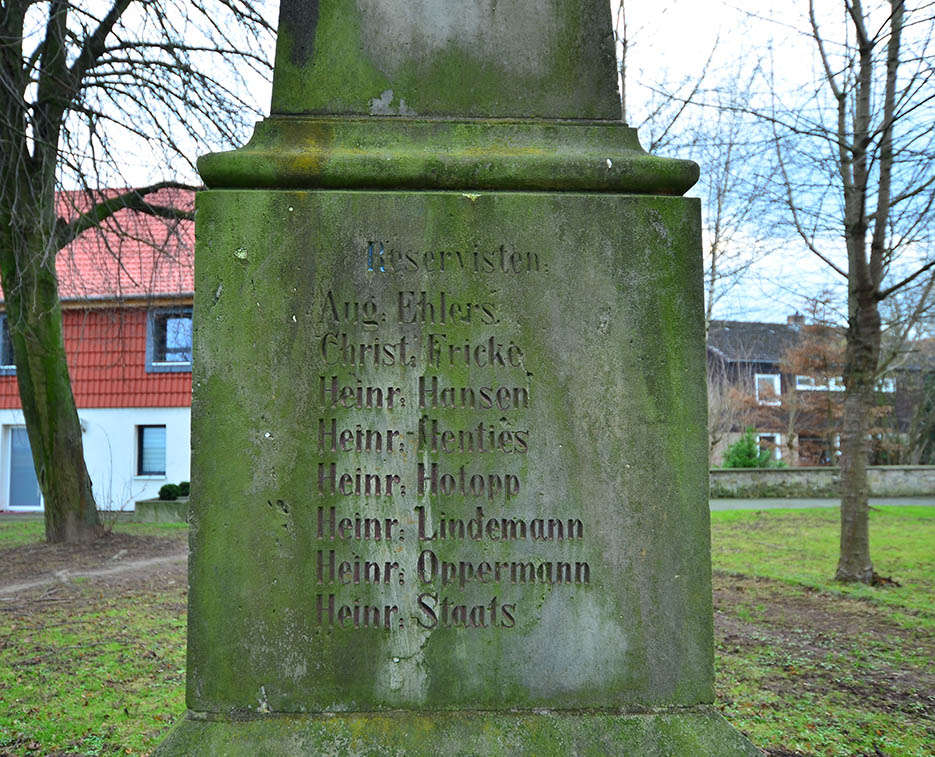 Reservisten:
Aug: Ehlers.
Christ: Fricke
Heinr: Hansen
Heinr: Henties
Heinr: Hotopp
Heinr: Lindemann
Heinr: Oppermann
Heinr: Staats